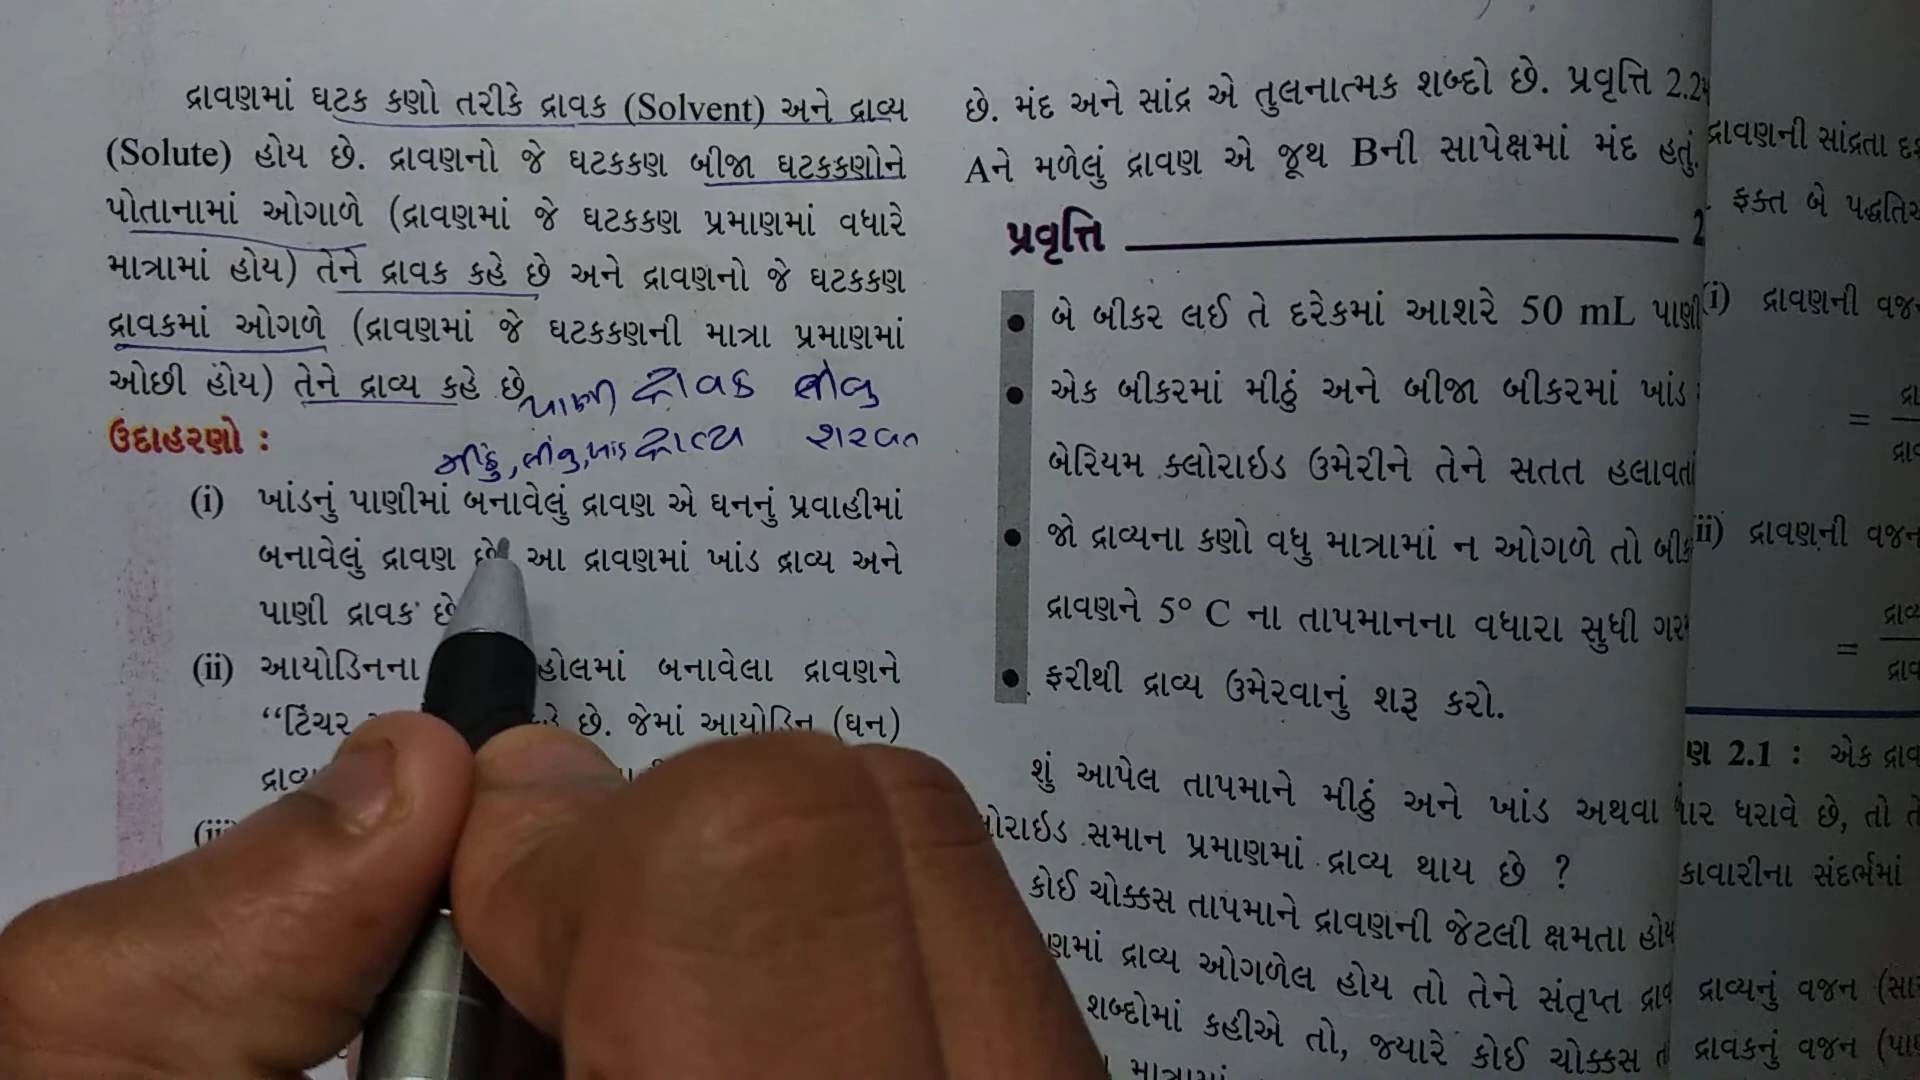 દ્રાવણમાં ઘટક કણો તરીકે દ્રાવક (Solvent) અને દ્રાવ્ય
(Solute) હોય છે. દ્રાવણનો જે ઘટકકણ બીજા ઘટકકણોને
પોતાનામાં ઓગાળે (દ્રાવણમાં જે ઘટકકણ પ્રમાણમાં વધારે
માત્રામાં હોય) તેને દ્રાવક કહે છે અને દ્રાવણનો જે ઘટકકણ
દ્રાવકમાં ઓગળે (દ્રાવણમાં જે ઘટકકણની માત્રા પ્રમાણમાં
ઓછી હોય) તેને દ્રાવ્ય કહે છે
પાણી દ્રાવક લીંબુ
ઉદાહરણો :
મીઠું, લીંબુ, ખાંડ દ્રાવ્ય શરબત
(i) ખાંડનું પાણીમાં બનાવેલું દ્રાવણ એ ઘનનું પ્રવાહીમાં
બનાવેલું દ્રાવણ છે આ દ્રાવણમાં ખાંડ દ્રાવ્ય અને
પાણી દ્રાવક છે
(ii) આયોડિનના હોલમાં બનાવેલા દ્રાવણને
“ટિંચર છે. જેમાં આયોડિન (ઘન)
દ્રાવ્ય
(iii)
છે. મંદ અને સાંદ્ર એ તુલનાત્મક શબ્દો છે. પ્રવૃત્તિ 2.2
Aને મળેલું દ્રાવણ એ જૂથ Bની સાપેક્ષમાં મંદ હતું.
પ્રવૃત્તિ 2
• બે બીકર લઈ તે દરેકમાં આશરે 50 mL પાણી
• એક બીકરમાં મીઠું અને બીજા બીકરમાં ખાંડ
બેરિયમ ક્લોરાઇડ ઉમેરીને તેને સતત હલાવતાં
• જો દ્રાવ્યના કણો વધુ માત્રામાં ન ઓગળે તો બીક
દ્રાવણને 5° C ના તાપમાનના વધારા સુધી ગરમ
• ફરીથી દ્રાવ્ય ઉમેરવાનું શરૂ કરો.
શું આપેલ તાપમાને મીઠું અને ખાંડ અથવા
લોરાઇડ સમાન પ્રમાણમાં દ્રાવ્ય થાય છે ?
કોઈ ચોક્કસ તાપમાને દ્રાવણની જેટલી ક્ષમતા હોય
ણમાં દ્રાવ્ય ઓગળેલ હોય તો તેને સંતૃપ્ત દ્રાવ
શબ્દોમાં કહીએ તો, જ્યારે કોઈ ચોક્કસ ત
માત્રામાં
દ્રાવણની સાંદ્રતા દર
ફક્ત બે પદ્ધતિઓ
(i) દ્રાવણની વજન
= દ્રા
દ્રાવ
ii) દ્રાવણની વજન
= દ્રાવ્ય
દ્રાવ
ણ 2.1 : એક દ્રાવ
ધરાવે છે, તો તે
કાવારીના સંદર્ભમાં
દ્રાવ્યનું વજન (સા
દ્રાવકનું વજન (પા